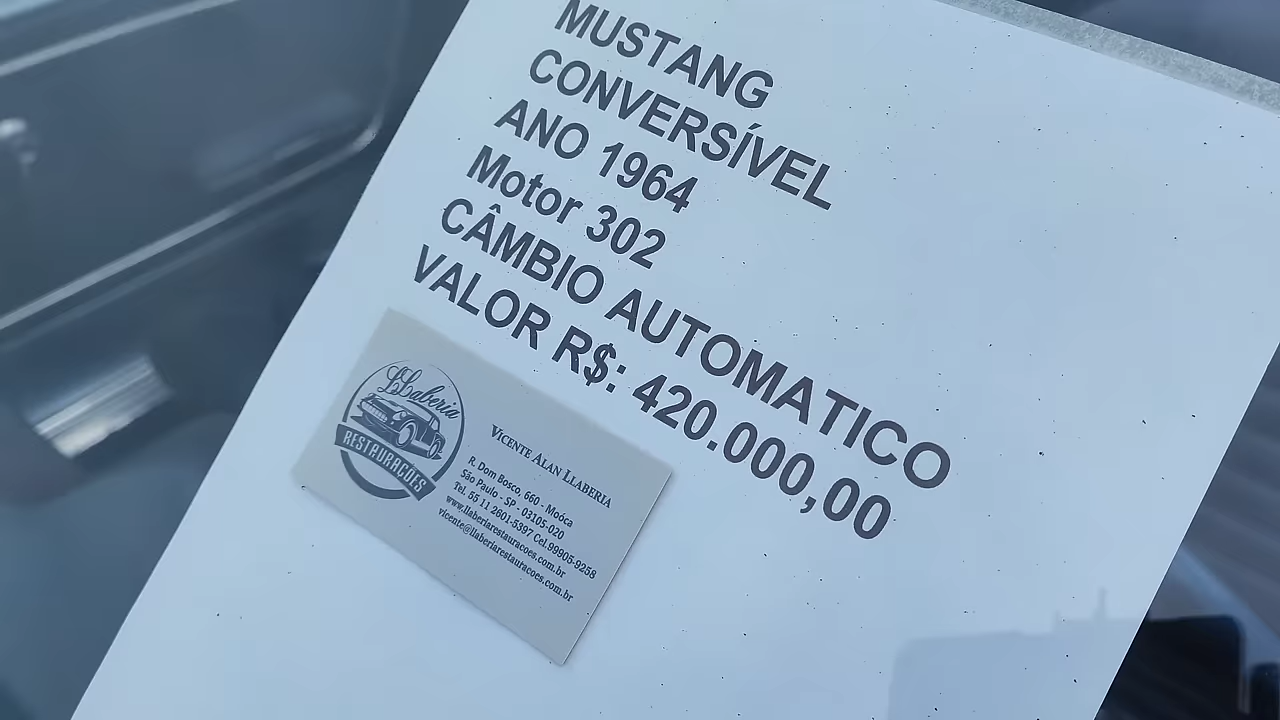 MUSTANG
CONVERSÍVEL
ANO 1964
Motor 302
CÂMBIO AUTOMATICO
VALOR R$: 420.000,00
LLaberia
RESTAURAÇÕES
VICENTE ALAN LLABERIA
R. Dom Bosco, 660 - Moóca
São Paulo - SP - 03105-020
Tel. 55 11 2601-5397 Cel.99905-9258
www.llaberiarestauracoes.com.br
vicente@llaberiarestauracoes.com.br